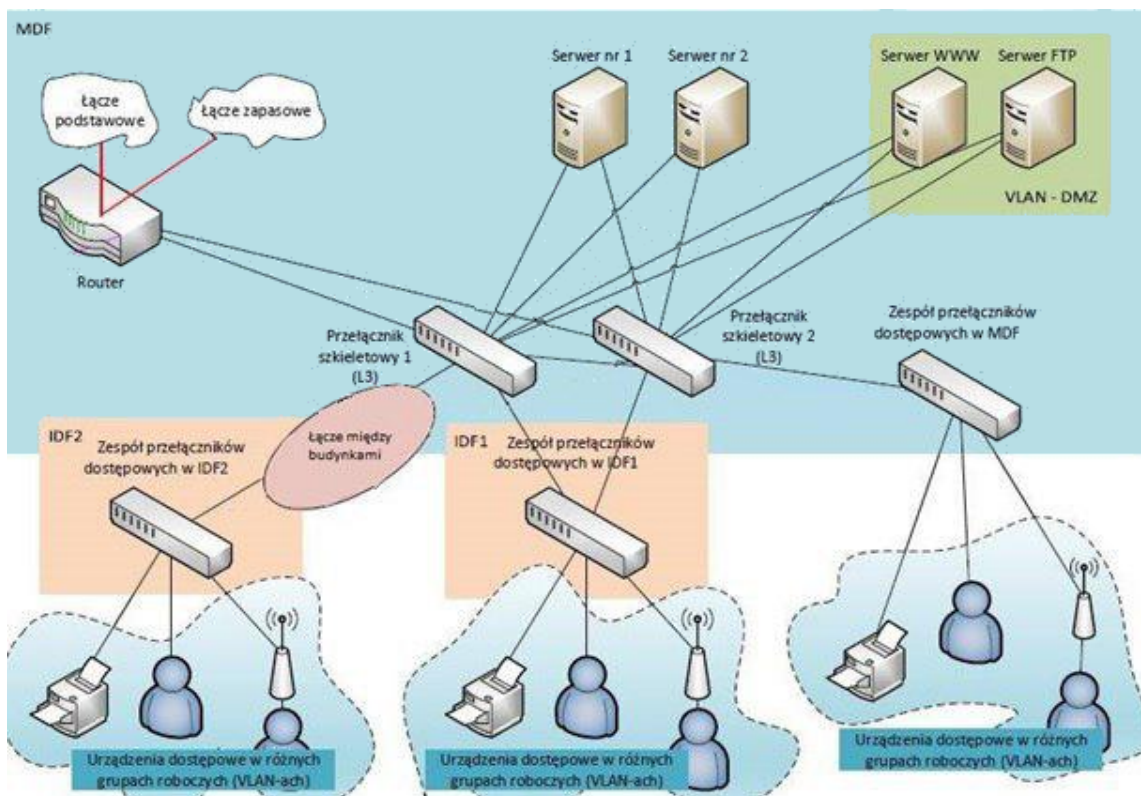 MDF
Serwer nr 1
Serwer nr 2
Serwer WWW
Serwer FTP
Łącze
podstawowe
Łącze zapasowe
VLAN - DMZ
Router
Przełącznik
szkieletowy 1
(L3)
Przełącznik
szkieletowy 2
(L3)
Zespół przełączników
dostępowych w MDF
IDF2
Zespół przełączników
dostępowych w IDF2
Łącze między
budynkami
IDF1
Zespół przełączników
dostępowych w IDF1
Urządzenia dostępowe w różnych
grupach roboczych (VLAN-ach)
Urządzenia dostępowe w różnych
grupach roboczych (VLAN-ach)
Urządzenia dostępowe w różnych
grupach roboczych (VLAN-ach)